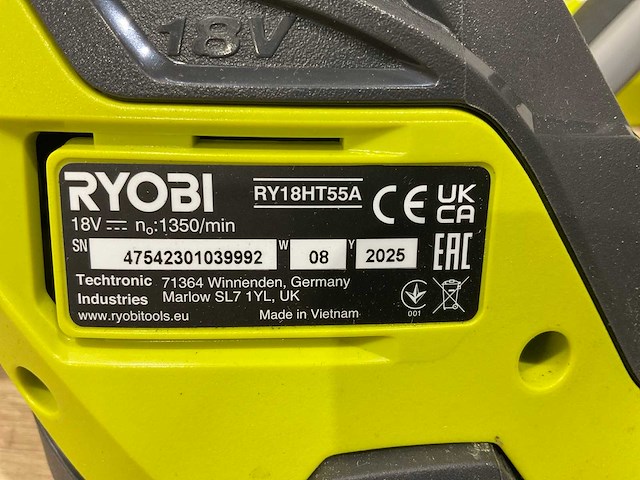 18V
RYOBI RY18HT55A CE UK CA
18V n₀:1350/min
SN 47542301039992 W 08 Y 2025 EAC
Techtronic 71364 Winnenden, Germany
Industries Marlow SL7 1YL, UK
www.ryobitools.eu Made in Vietnam 001